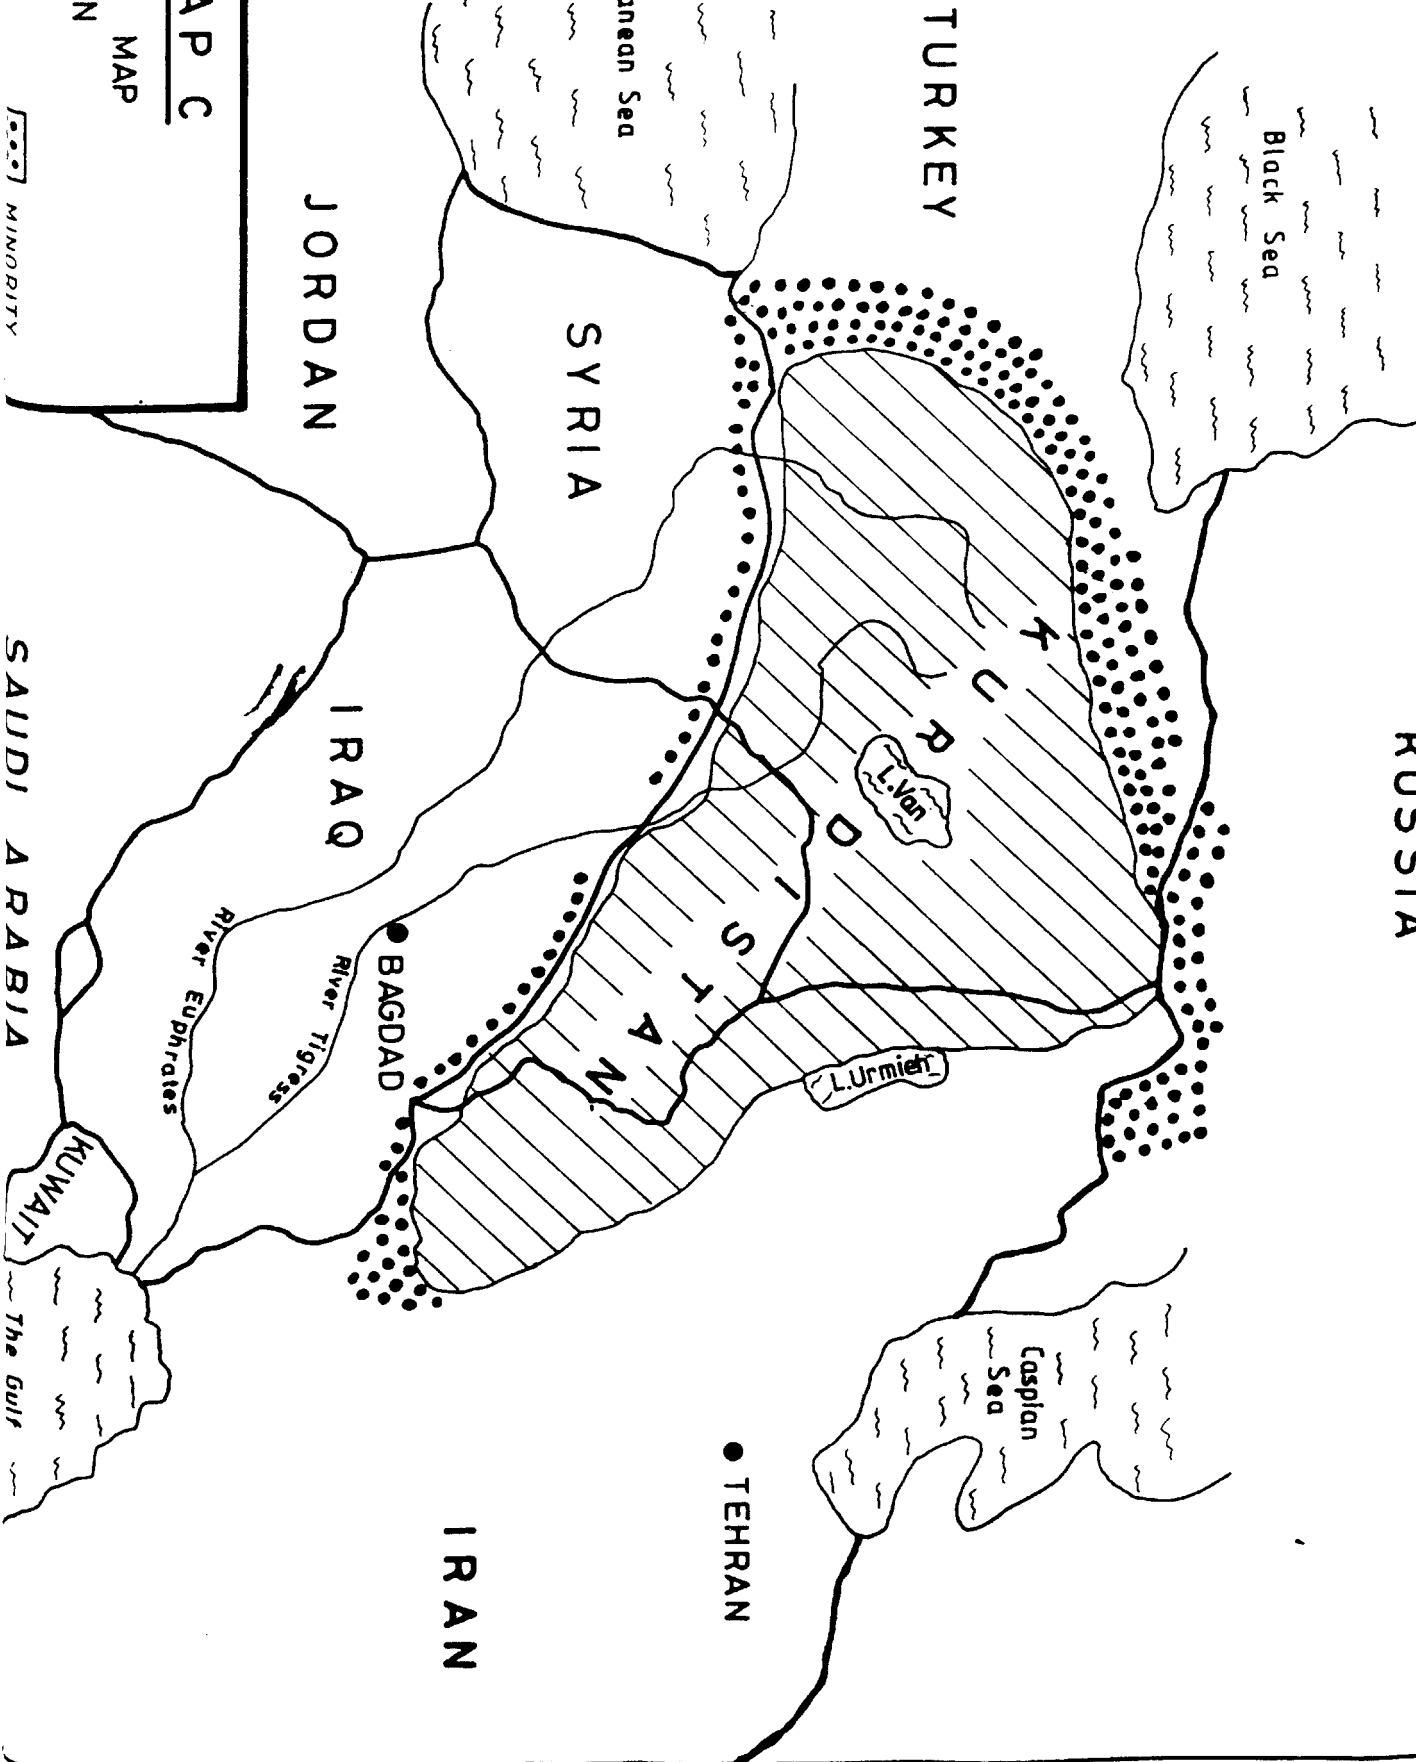 RUSSIA
Black Sea
TURKEY
Caspian
Sea
KURDISTAN
L.Van
L.Urmieh
TEHRAN
anean Sea
SYRIA
IRAN
BAGDAD
River Tigress
IRAQ
JORDAN
River Euphrates
AP C
MAP
N
KUWAIT
SAUDI ARABIA
The Gulf
MINORITY